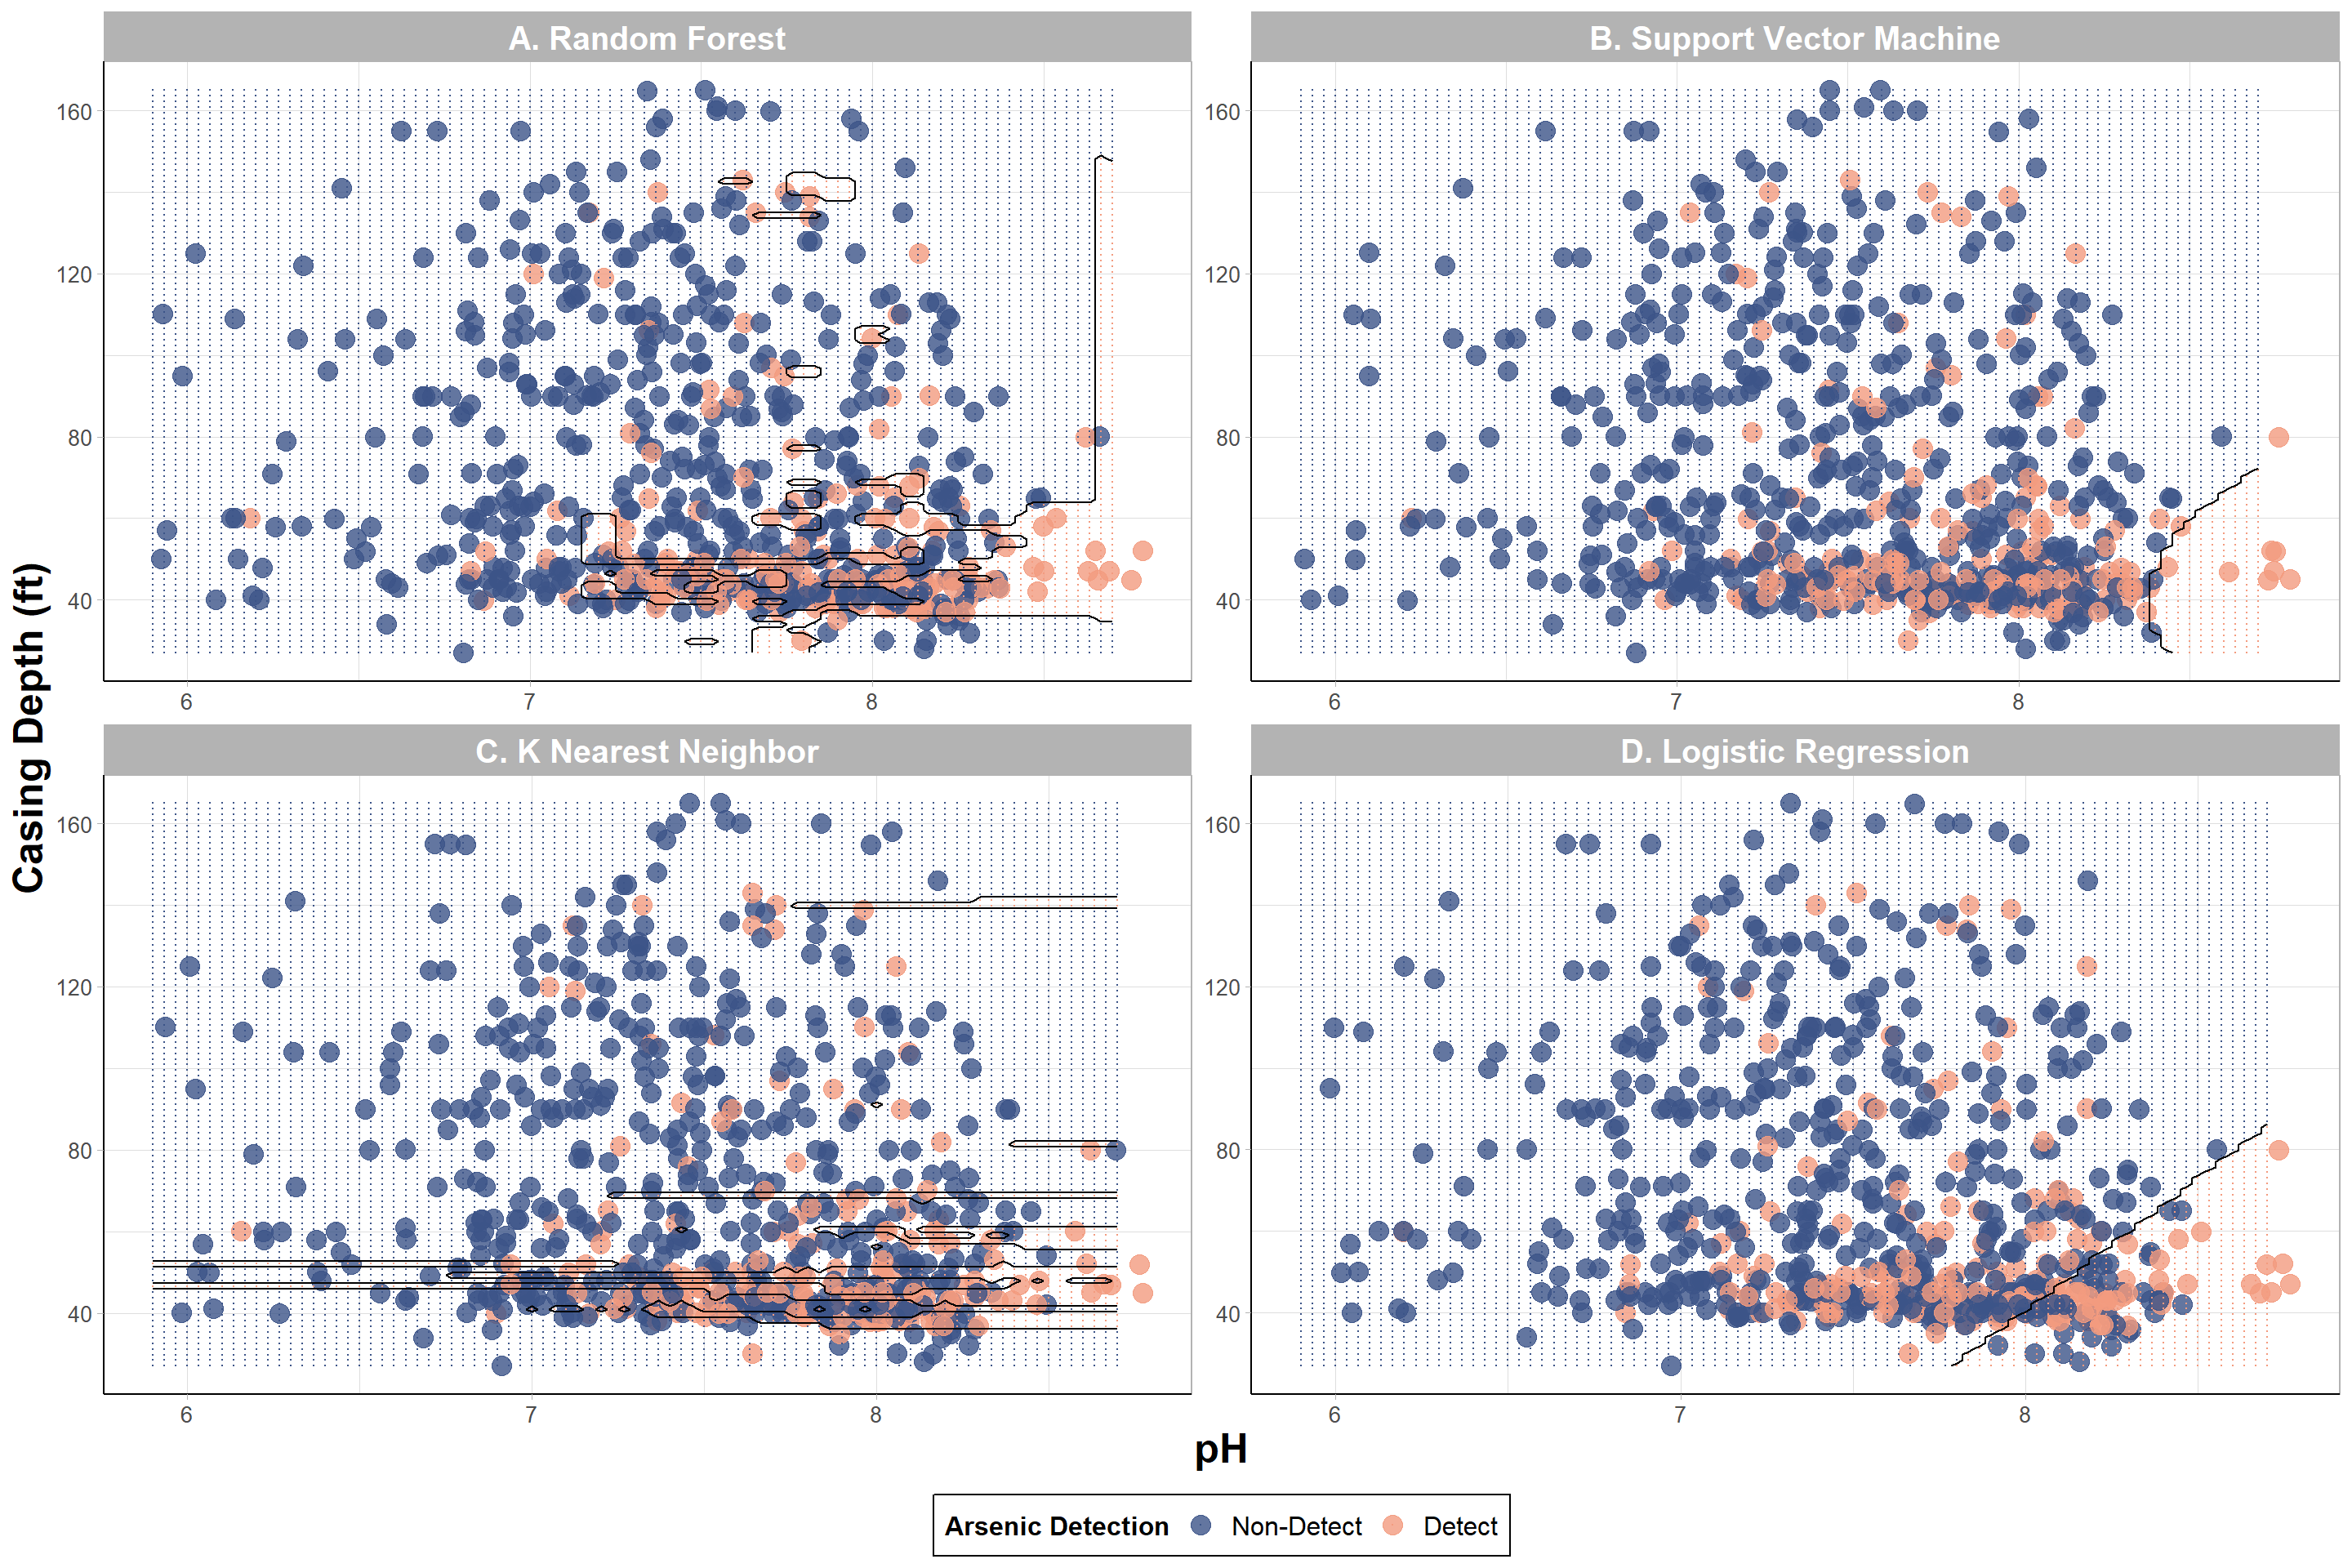 A. Random Forest
B. Support Vector Machine
160
120
80
40
6 7 8
160
120
80
40
6 7 8
C. K Nearest Neighbor
D. Logistic Regression
160
120
80
40
6 7 8
160
120
80
40
6 7 8
Casing Depth (ft)
pH
Arsenic Detection Non-Detect Detect